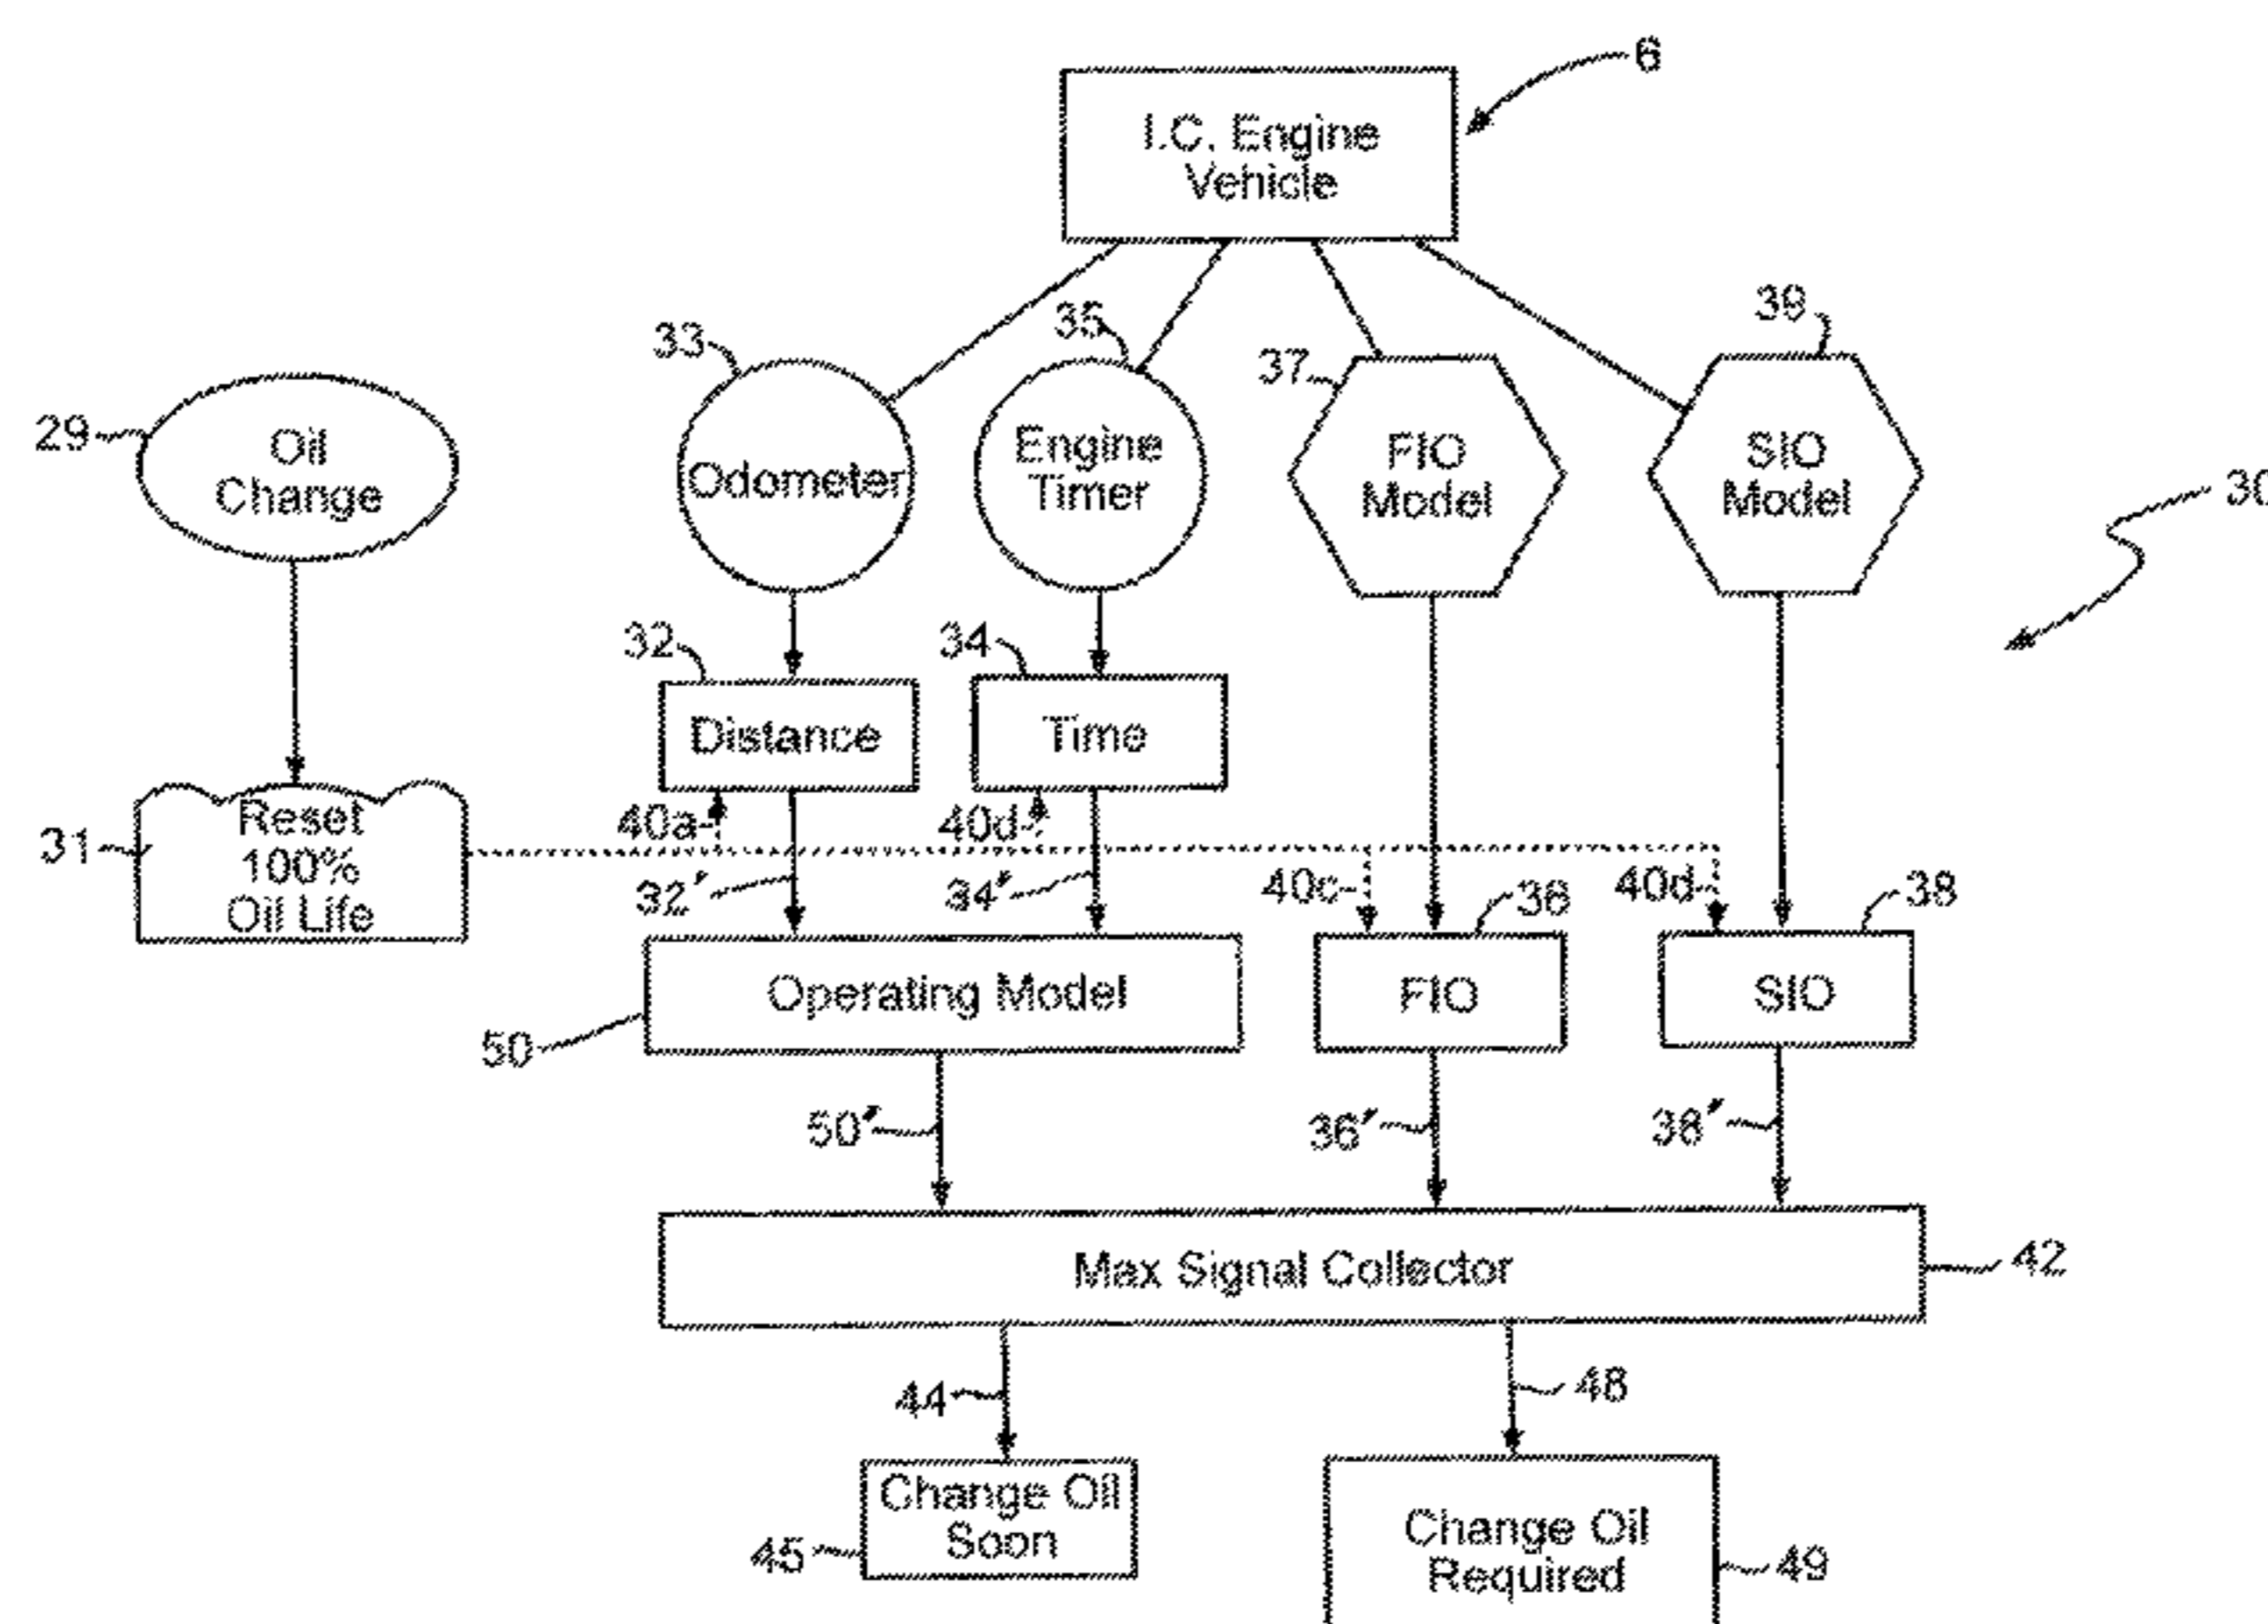 6
I.C. Engine
Vehicle
33
35
37
39
29
Oil
Change
Odometer
Engine
Timer
FIO
Model
SIO
Model
30
32
34
Distance
Time
31
Reset
100%
Oil Life
40a
40d
40c
40d
32'
34'
36
38
Operating Model
FIO
SIO
50
50'
36'
38'
Max Signal Collector
42
44
48
Change Oil
Soon
45
Change Oil
Required
49